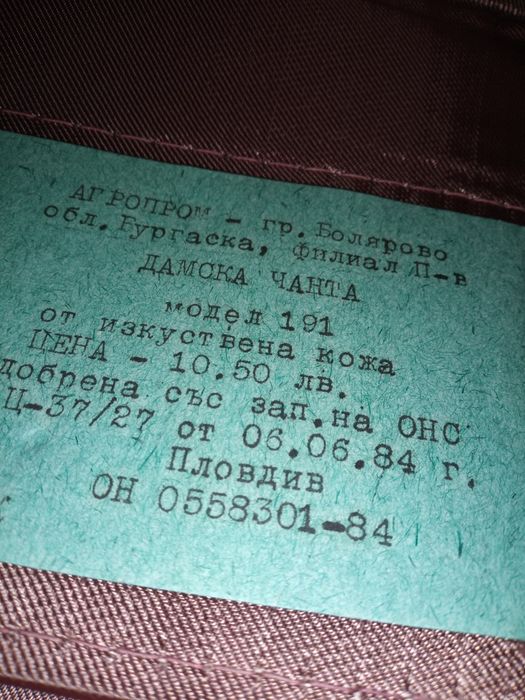 АГРОПРОМ - гр. Болярово
обл. Бургаска, филиал П-в
ДАМСКА ЧАНТА
модел 191
от изкуствена кожа
ЦЕНА - 10.50 лв.
добрена със зап. на ОНС
Ц-37/27 от 06.06.84 г.
Пловдив
ОН 0558301-84